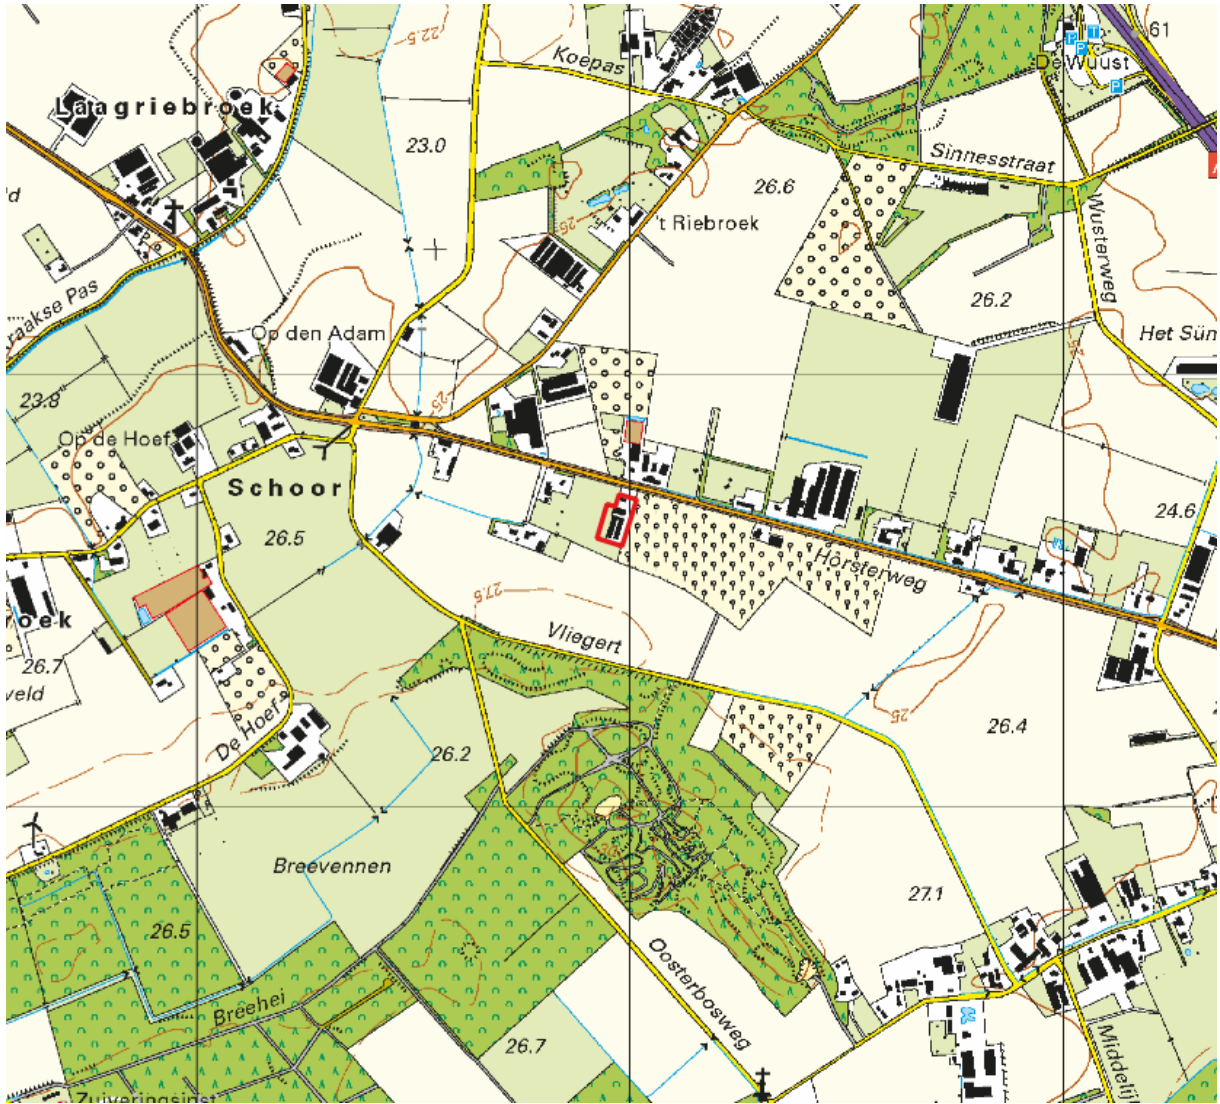 22.5
61
Koepas
De Wuust
P
T
P
P
Laagriebroek
23.0
Sinnesstraat
26.6
't Riebroek
25
Wusterweg
26.2
raakse Pas
Op den Adam
25
Het Sün
23.8
25
Op de Hoef
Schoor
26.5
24.6
Hörsterweg
27.5
Vliegert
roek
26.7
veld
25
26.4
De Hoef
26.2
Breevennen
30
27.1
26.5
Oosterbosweg
Breehei
26.7
Middelij
Zuiveringsinst